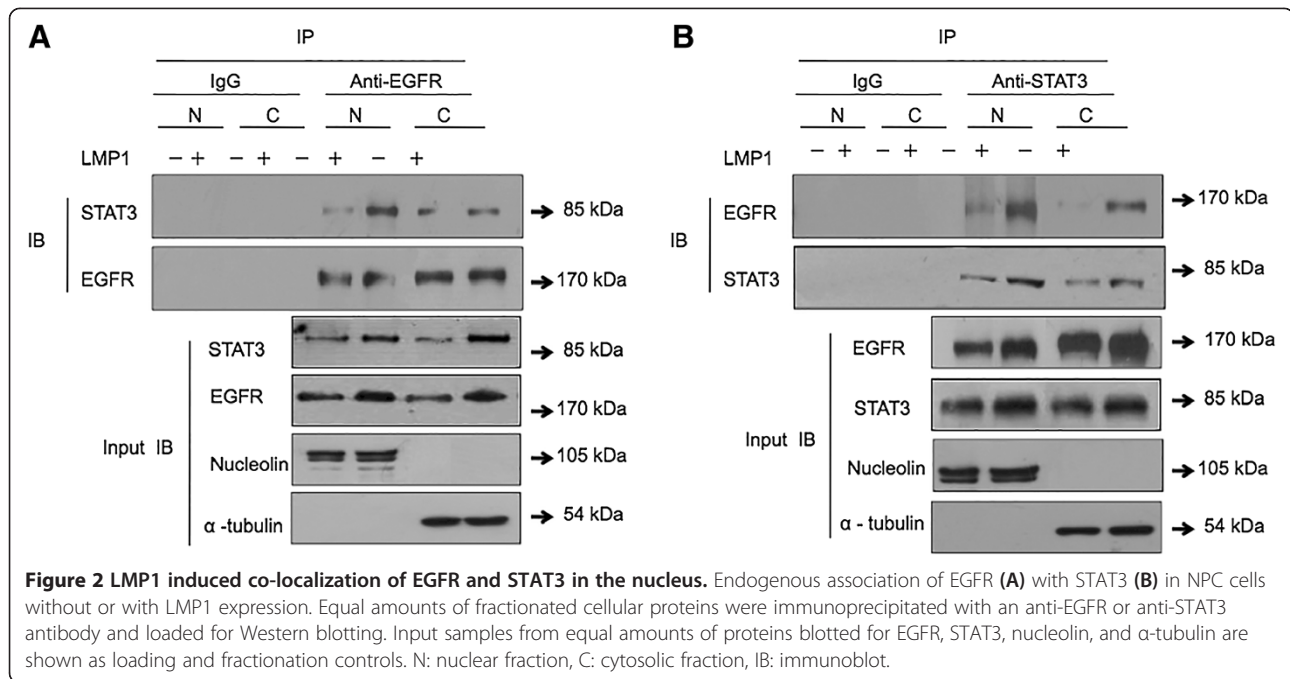 A
IP
IgG Anti-EGFR
N C N C
LMP1 − + − + − + − +
IB
STAT3 → 85 kDa
EGFR → 170 kDa
Input IB
STAT3 → 85 kDa
EGFR → 170 kDa
Nucleolin → 105 kDa
α -tubulin → 54 kDa
B
IP
IgG Anti-STAT3
N C N C
LMP1 − + − + − + − +
IB
EGFR → 170 kDa
STAT3 → 85 kDa
Input IB
EGFR → 170 kDa
STAT3 → 85 kDa
Nucleolin → 105 kDa
α - tubulin → 54 kDa
Figure 2 LMP1 induced co-localization of EGFR and STAT3 in the nucleus. Endogenous association of EGFR (A) with STAT3 (B) in NPC cells
without or with LMP1 expression. Equal amounts of fractionated cellular proteins were immunoprecipitated with an anti-EGFR or anti-STAT3
antibody and loaded for Western blotting. Input samples from equal amounts of proteins blotted for EGFR, STAT3, nucleolin, and α-tubulin are
shown as loading and fractionation controls. N: nuclear fraction, C: cytosolic fraction, IB: immunoblot.